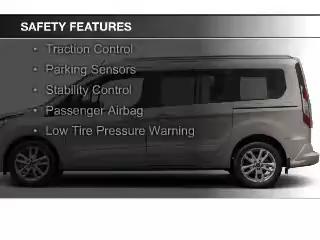 SAFETY FEATURES
• Traction Control
• Parking Sensors
• Stability Control
• Passenger Airbag
• Low Tire Pressure Warning